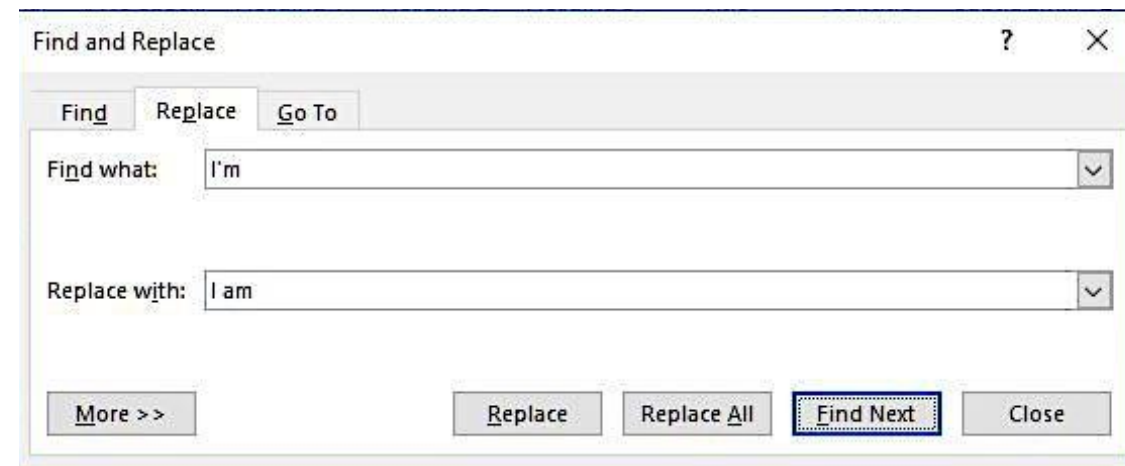 Find and Replace ? X
Find Replace Go To
Find what: I'm
Replace with: I am
More >> Replace Replace All Find Next Close